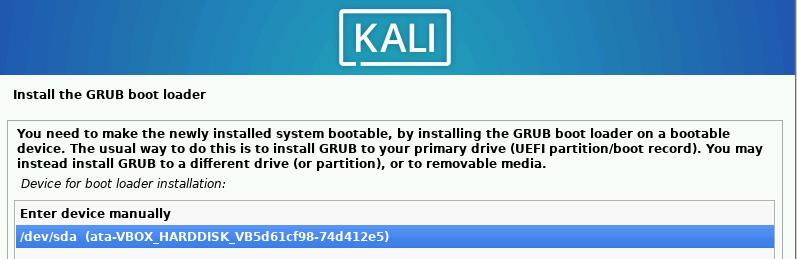 KALI
Install the GRUB boot loader
You need to make the newly installed system bootable, by installing the GRUB boot loader on a bootable
device. The usual way to do this is to install GRUB to your primary drive (UEFI partition/boot record). You may
instead install GRUB to a different drive (or partition), or to removable media.
Device for boot loader installation:
Enter device manually
/dev/sda  (ata-VBOX_HARDDISK_VB5d61cf98-74d412e5)